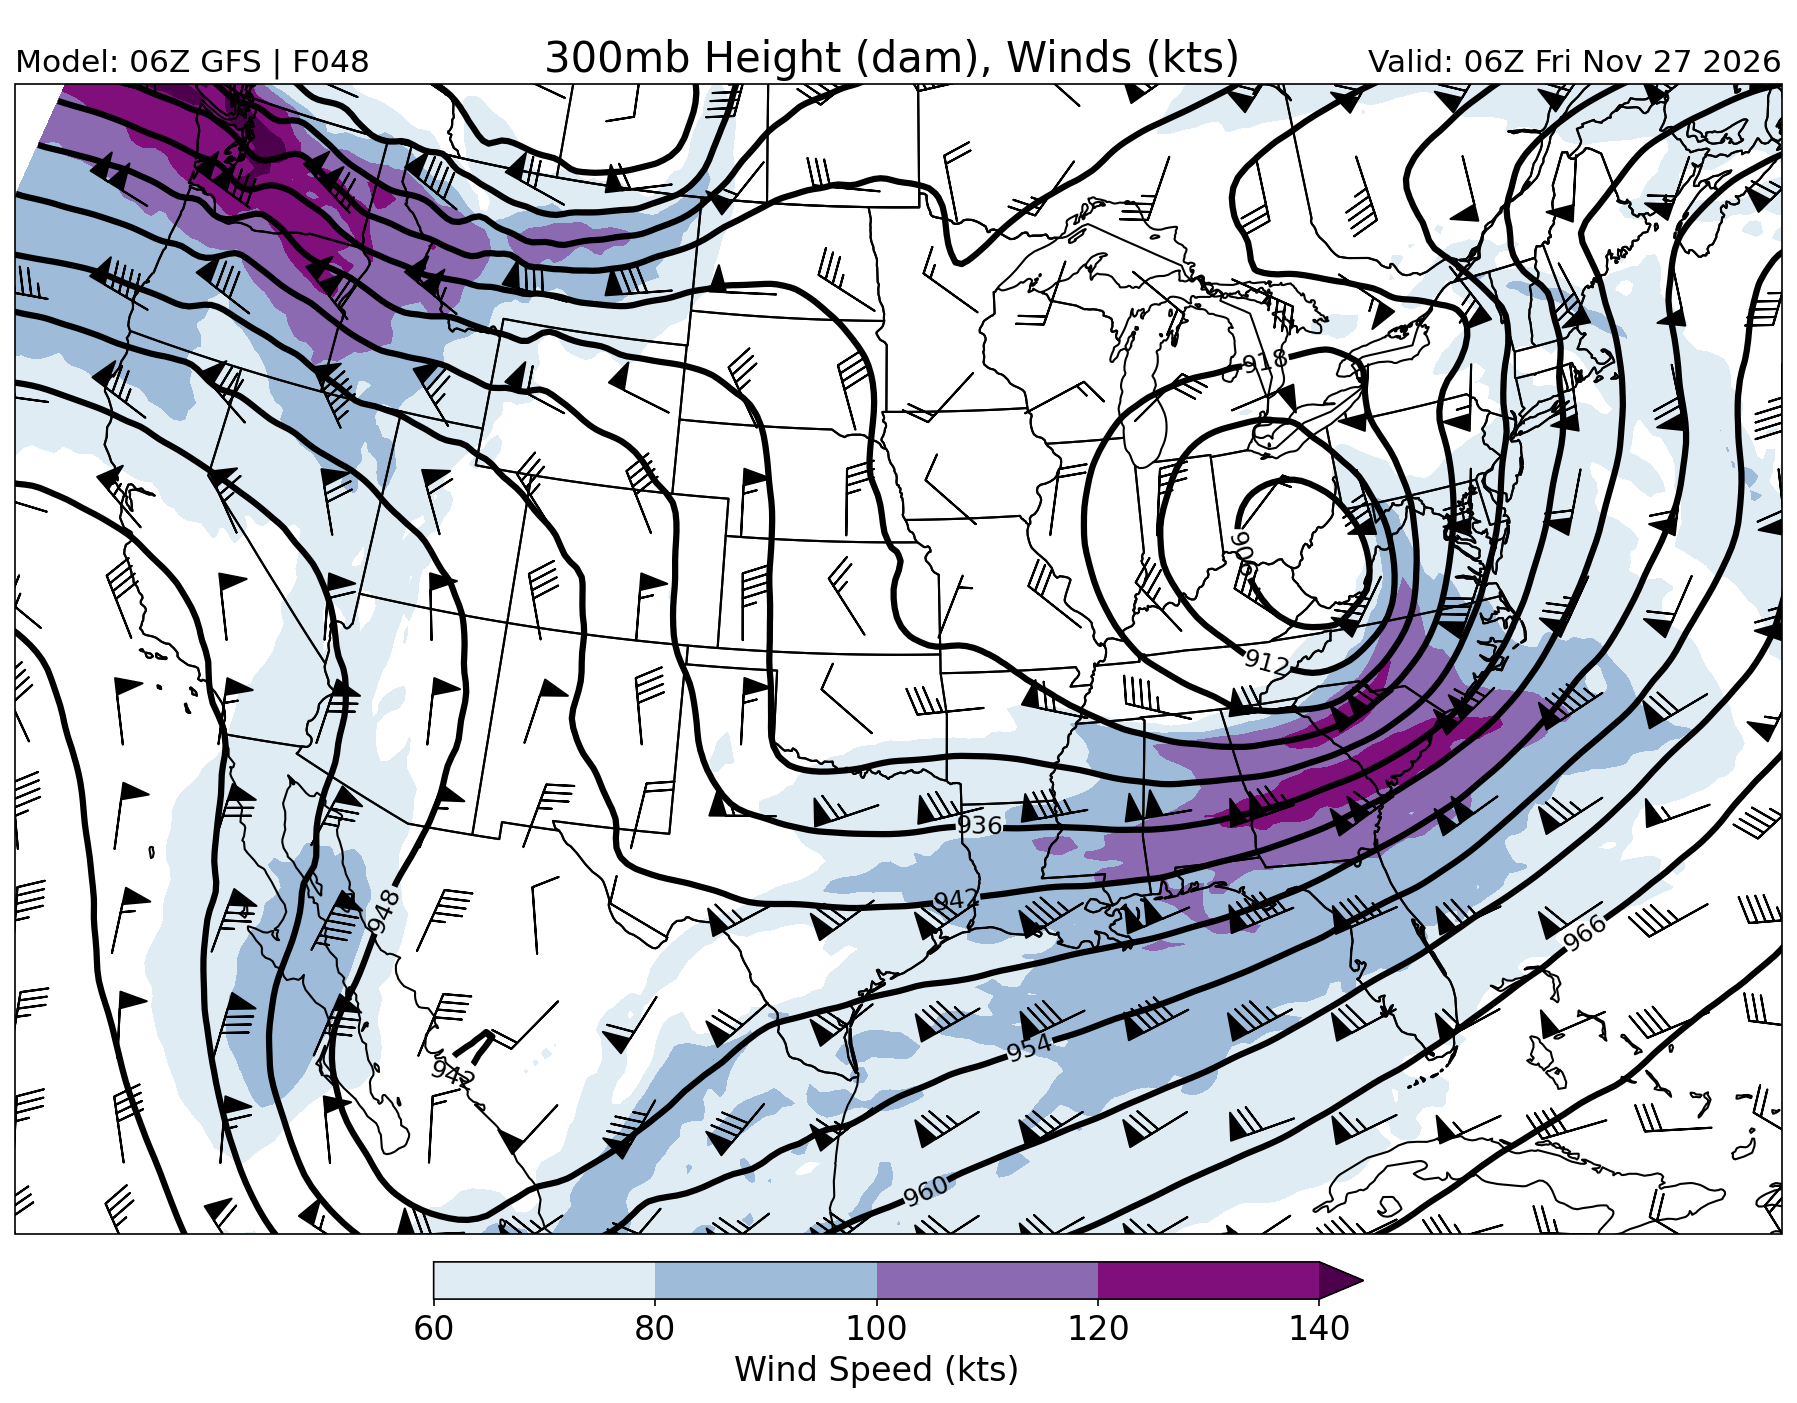 Model: 06Z GFS | F048
300mb Height (dam), Winds (kts)
Valid: 06Z Fri Nov 27 2026
918
906
912
936
942
948
966
954
942
960
60 80 100 120 140
Wind Speed (kts)